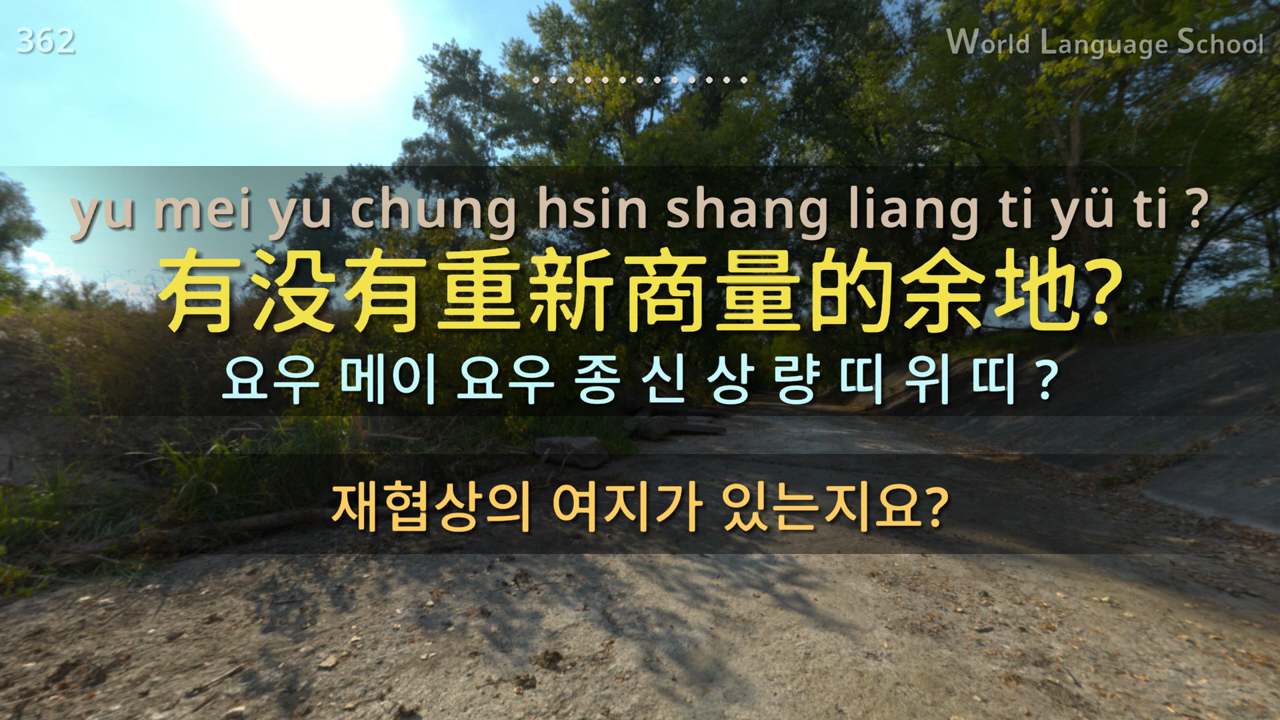 362
World Language School
yu mei yu chung hsin shang liang ti yü ti ?
有没有重新商量的余地?
요우 메이 요우 종 신 상 량 띠 위 띠 ?
재협상의 여지가 있는지요?